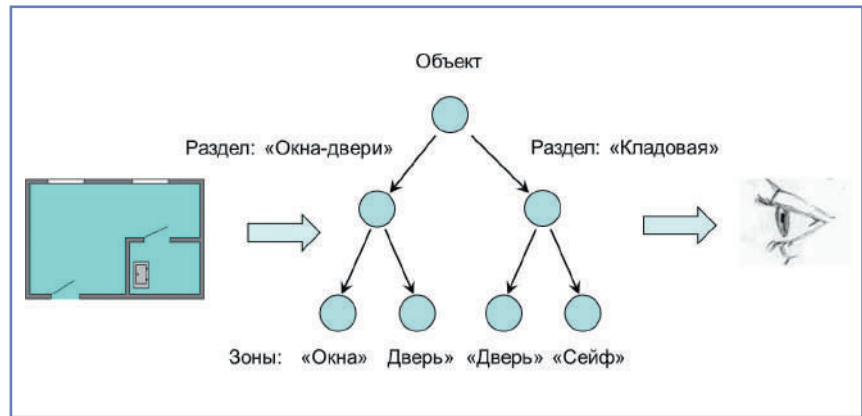 Объект
Раздел: «Окна-двери» Раздел: «Кладовая»
Зоны: «Окна» Дверь» «Дверь» «Сейф»